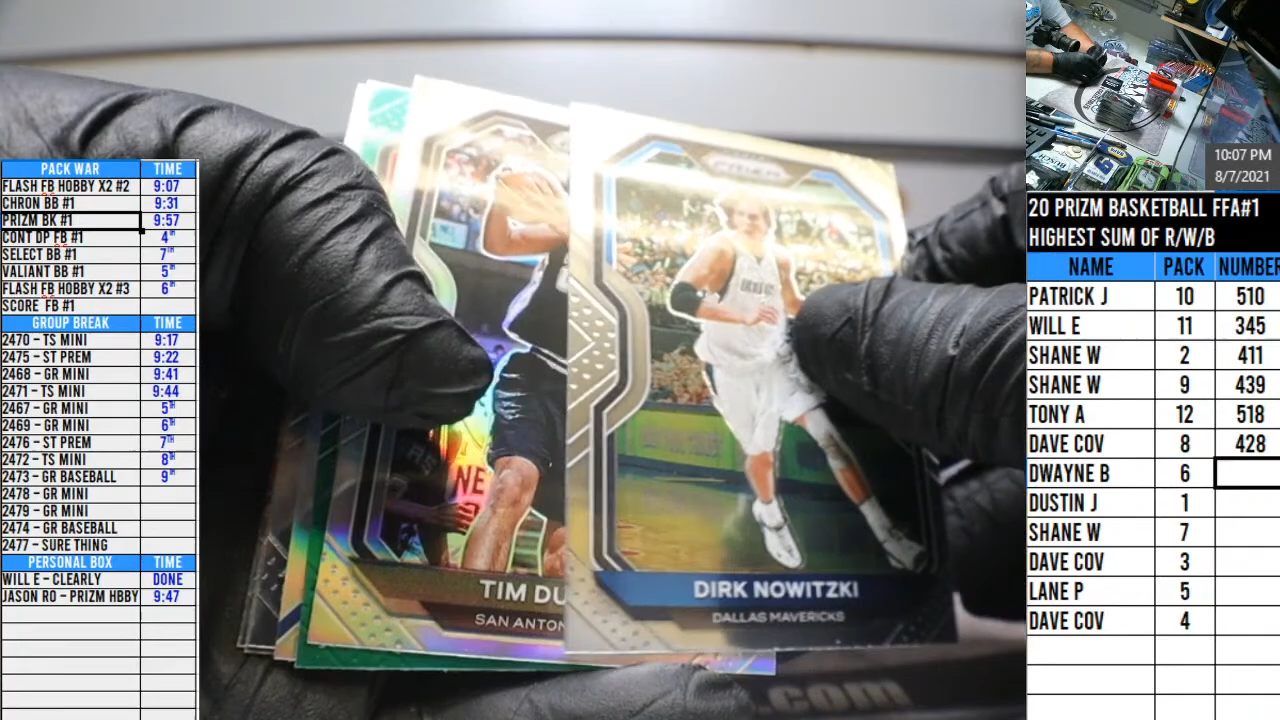 PACK WAR TIME
FLASH FB HOBBY X2 #2 9:07
CHRON BB #1 9:31
PRIZM BK #1 9:57
CONT DP FB #1 4TH
SELECT BB #1 7TH
VALIANT BB #1 5TH
FLASH FB HOBBY X2 #3 6TH
SCORE FB #1
GROUP BREAK TIME
2470 – TS MINI 9:17
2475 – ST PREM 9:22
2468 – GR MINI 9:41
2471 – TS MINI 9:44
2467 – GR MINI 5TH
2469 – GR MINI 6TH
2476 – ST PREM 7TH
2472 – TS MINI 8TH
2473 – GR BASEBALL 9TH
2478 – GR MINI
2479 – GR MINI
2474 – GR BASEBALL
2477 – SURE THING
PERSONAL BOX TIME
WILL E – CLEARLY DONE
JASON RO – PRIZM HBBY 9:47
PRIZM
NE
TIM DU
SAN ANTON
DIRK NOWITZKI
DALLAS MAVERICKS
.com
10:07 PM
8/7/2021
20 PRIZM BASKETBALL FFA#1
HIGHEST SUM OF R/W/B
NAME PACK NUMBER
PATRICK J 10 510
WILL E 11 345
SHANE W 2 411
SHANE W 9 439
TONY A 12 518
DAVE COV 8 428
DWAYNE B 6
DUSTIN J 1
SHANE W 7
DAVE COV 3
LANE P 5
DAVE COV 4